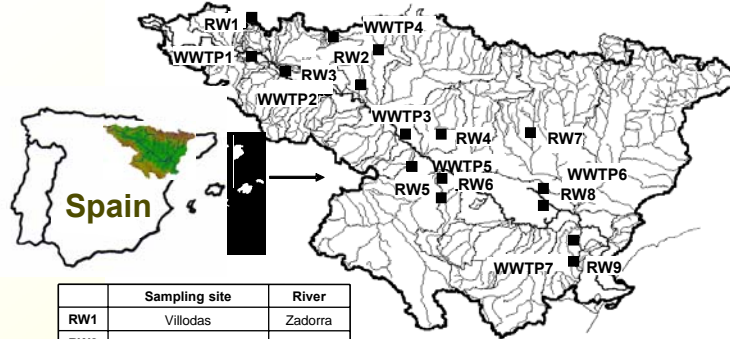 RW1
WWTP4
WWTP1
RW2
RW3
WWTP2
WWTP3
RW4
RW7
WWTP5
WWTP6
RW5
RW6
RW8
Spain
WWTP7
RW9
Sampling site River
RW1 Villodas Zadorra